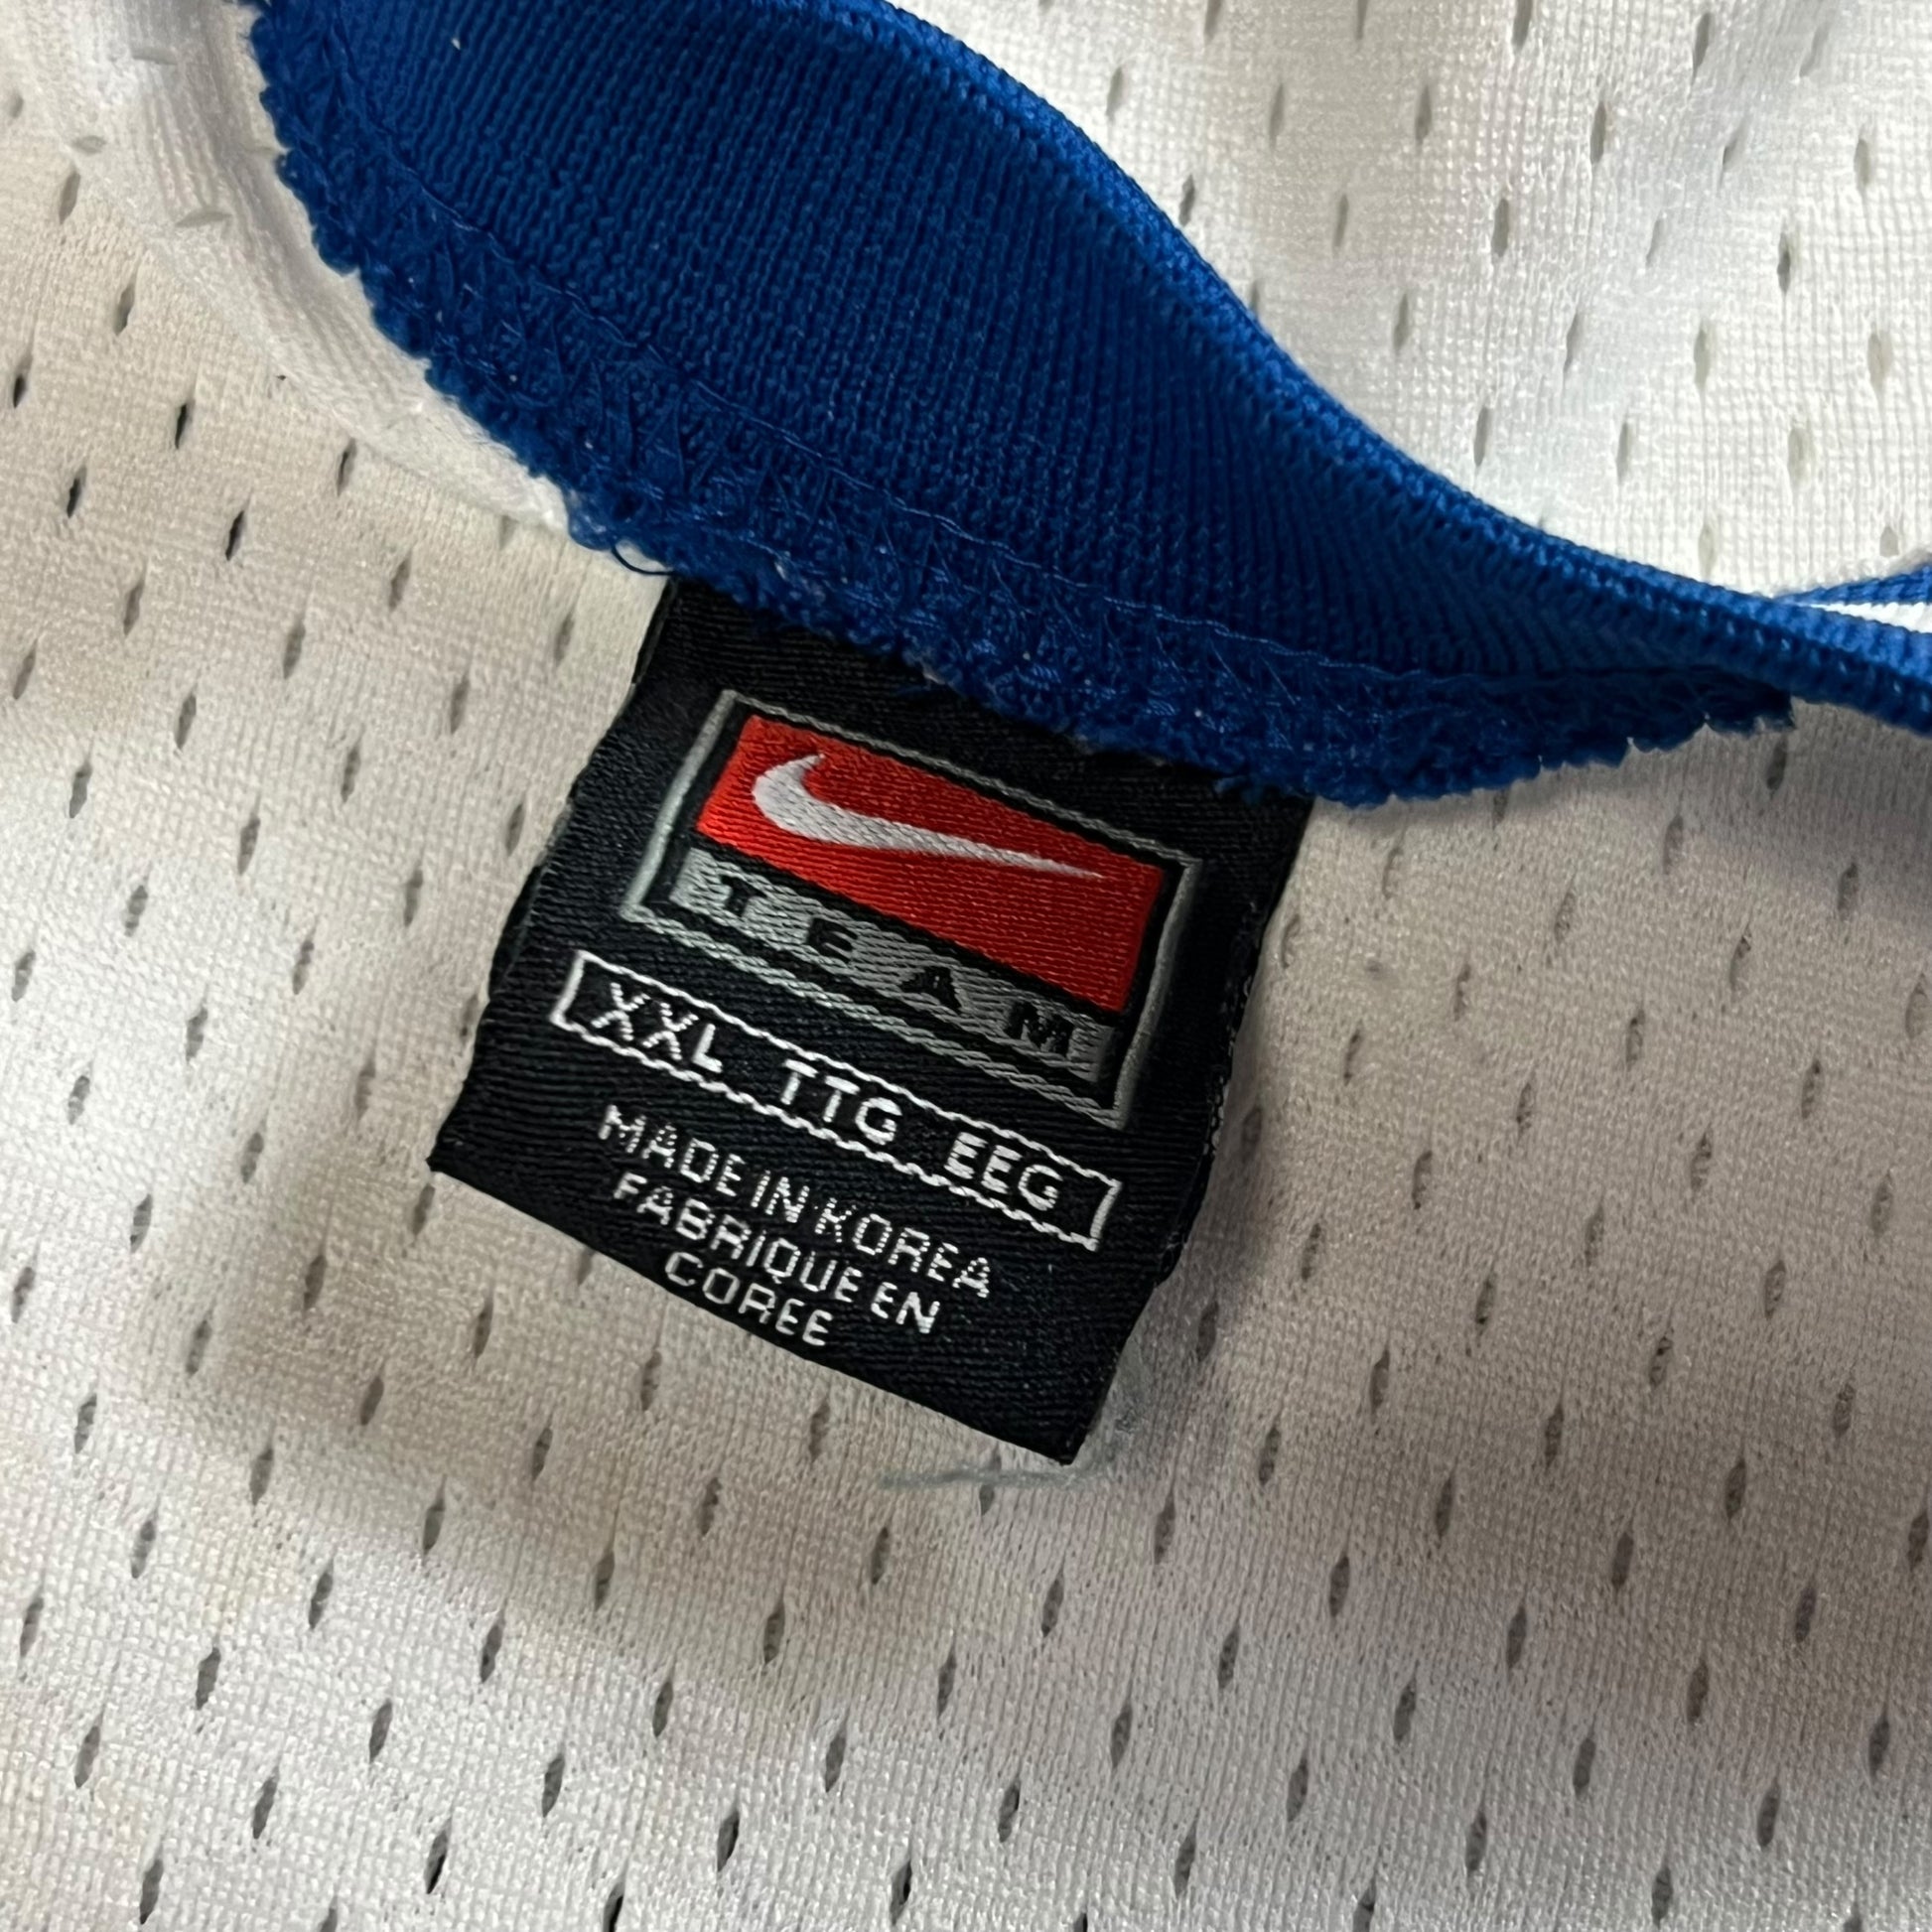 TEAM
XXL TTG EEG
MADE IN KOREA
FABRIQUE EN
COREE